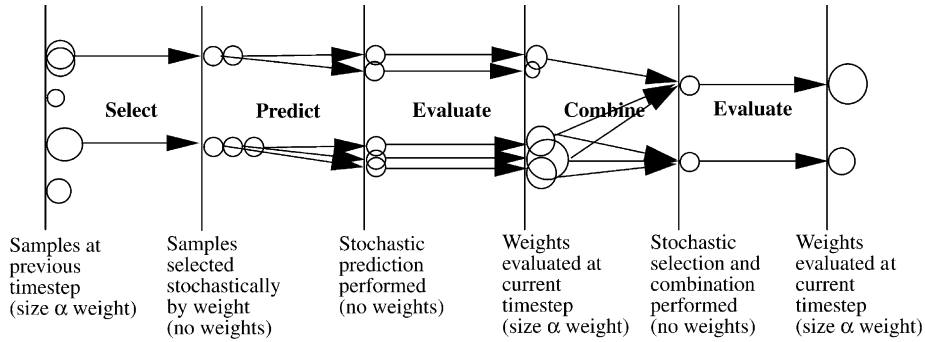 Select
Predict
Evaluate
Combine
Evaluate
Samples at
previous
timestep
(size α weight)
Samples
selected
stochastically
by weight
(no weights)
Stochastic
prediction
performed
(no weights)
Weights
evaluated at
current
timestep
(size α weight)
Stochastic
selection and
combination
performed
(no weights)
Weights
evaluated at
current
timestep
(size α weight)